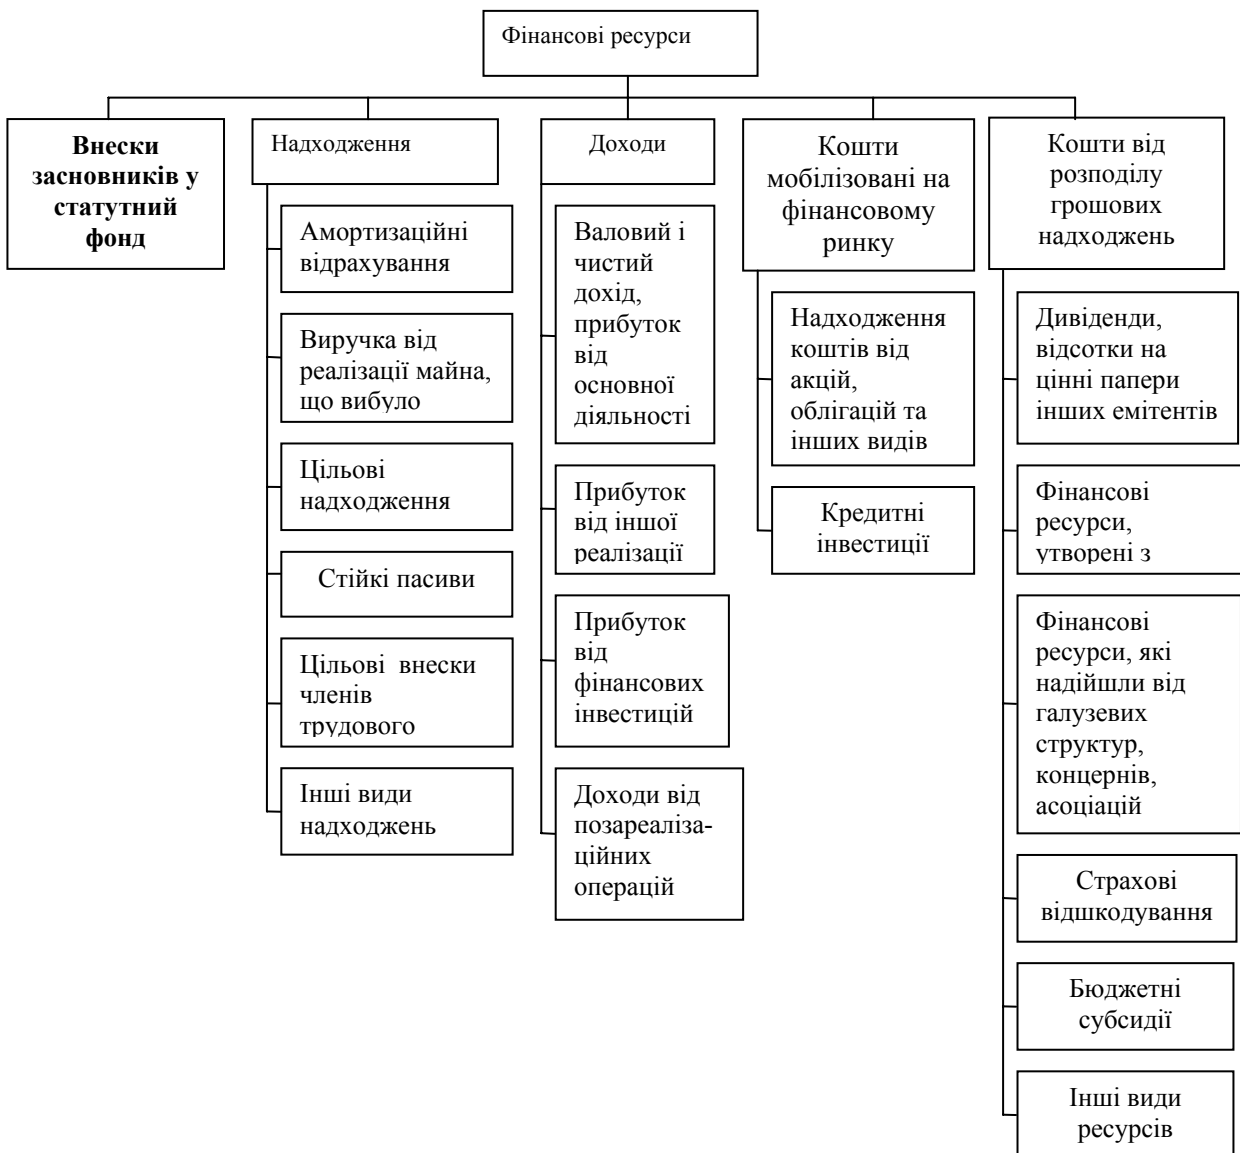 Фінансові ресурси
Внески
засновників у
статутний
фонд
Надходження
Амортизаційні
відрахування
Виручка від
реалізації майна,
що вибуло
Цільові
надходження
Стійкі пасиви
Цільові внески
членів
трудового
Інші види
надходжень
Доходи
Валовий і
чистий
дохід,
прибуток
від
основної
діяльності
Прибуток
від іншої
реалізації
Прибуток
від
фінансових
інвестицій
Доходи від
позареаліза-
ційних
операцій
Кошти
мобілізовані на
фінансовому
ринку
Надходження
коштів від
акцій,
облігацій та
інших видів
Кредитні
інвестиції
Кошти від
розподілу
грошових
надходжень
Дивіденди,
відсотки на
цінні папери
інших емітентів
Фінансові
ресурси,
утворені з
Фінансові
ресурси, які
надійшли від
галузевих
структур,
концернів,
асоціацій
Страхові
відшкодування
Бюджетні
субсидії
Інші види
ресурсів